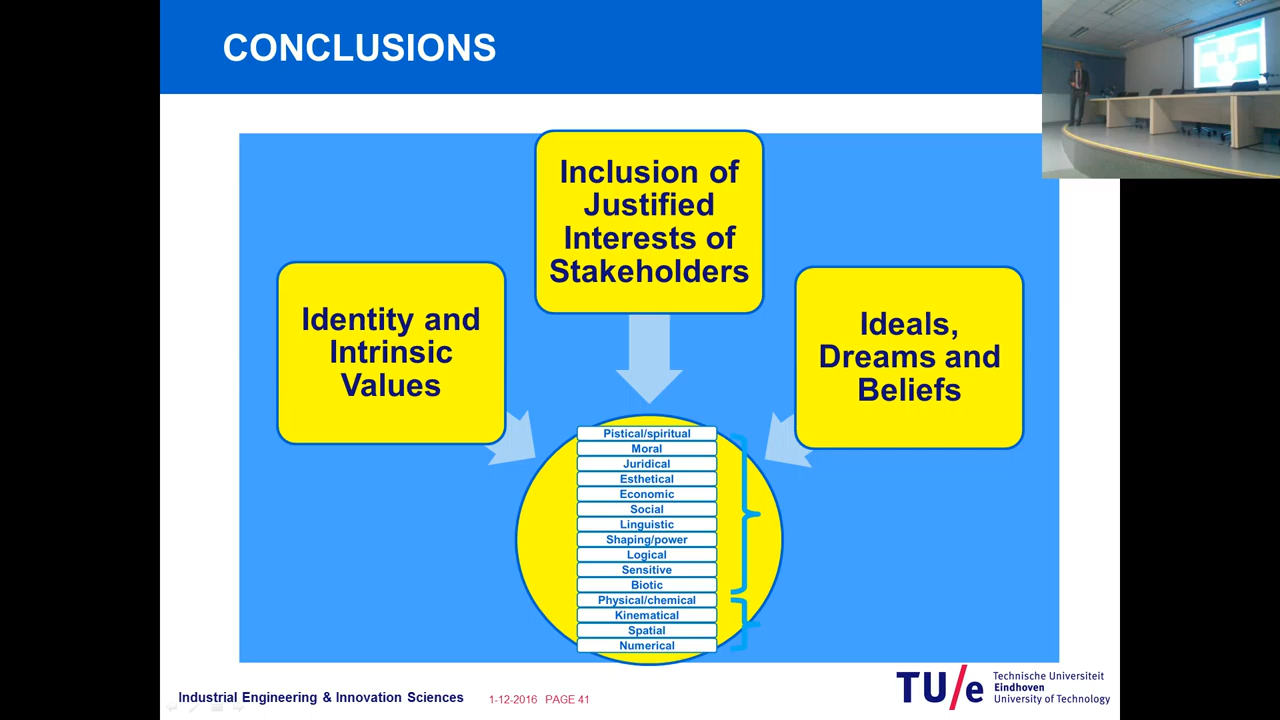 CONCLUSIONS
Inclusion of
Justified
Interests of
Stakeholders
Identity and
Intrinsic
Values
Ideals,
Dreams and
Beliefs
Pistical/spiritual
Moral
Juridical
Esthetical
Economic
Social
Linguistic
Shaping/power
Logical
Sensitive
Biotic
Physical/chemical
Kinematical
Spatial
Numerical
Industrial Engineering & Innovation Sciences
1-12-2016 PAGE 41
TU/e
Technische Universiteit
Eindhoven
University of Technology